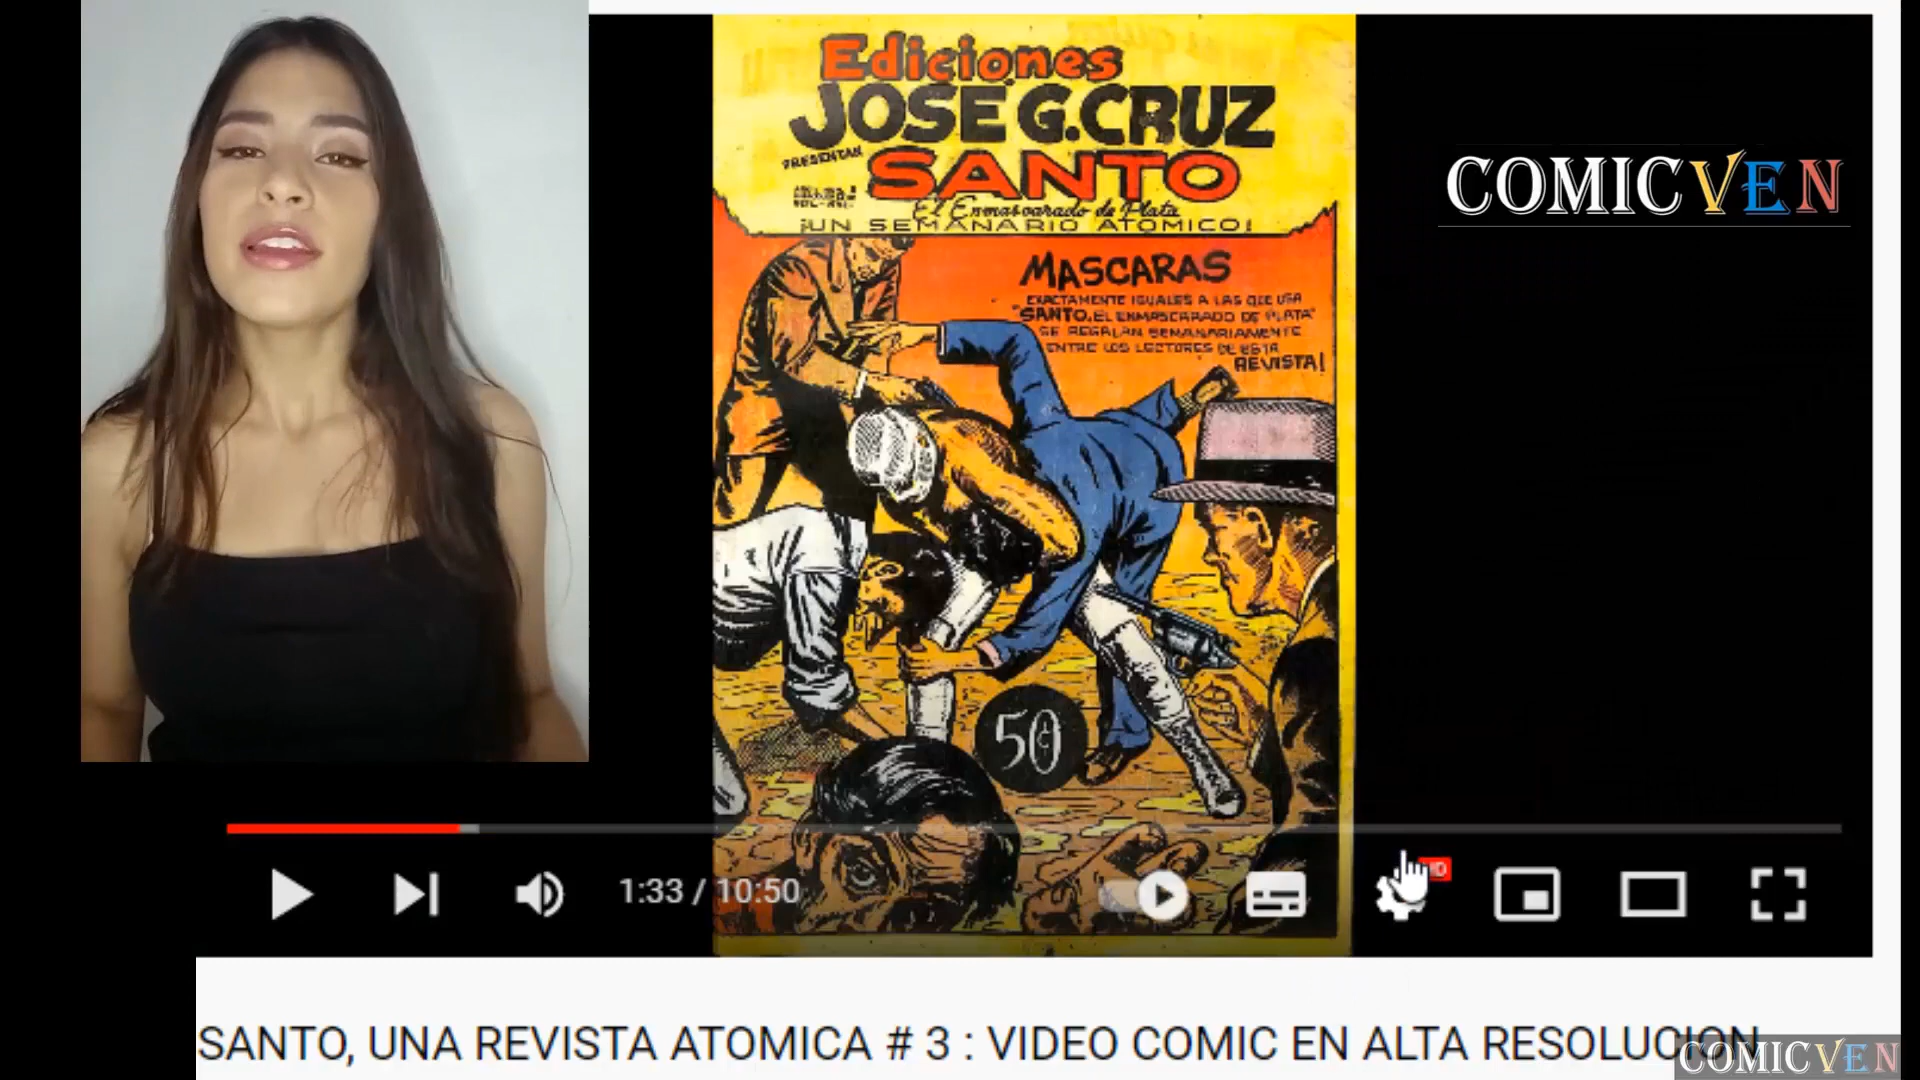 Ediciones
JOSE G. CRUZ
PRESENTAN
SANTO
El Enmascarado de Plata
¡UN SEMANARIO ATOMICO!
MASCARAS
EXACTAMENTE IGUALES A LAS QUE USA
"SANTO, EL ENMASCARADO DE PLATA"
SE REGALAN SEMANARIAMENTE
ENTRE LOS LECTORES DE ESTA
REVISTA!
50¢
COMICVEN
1:33 / 10:50
HD
SANTO, UNA REVISTA ATOMICA # 3 : VIDEO COMIC EN ALTA RESOLUCION
COMICVEN